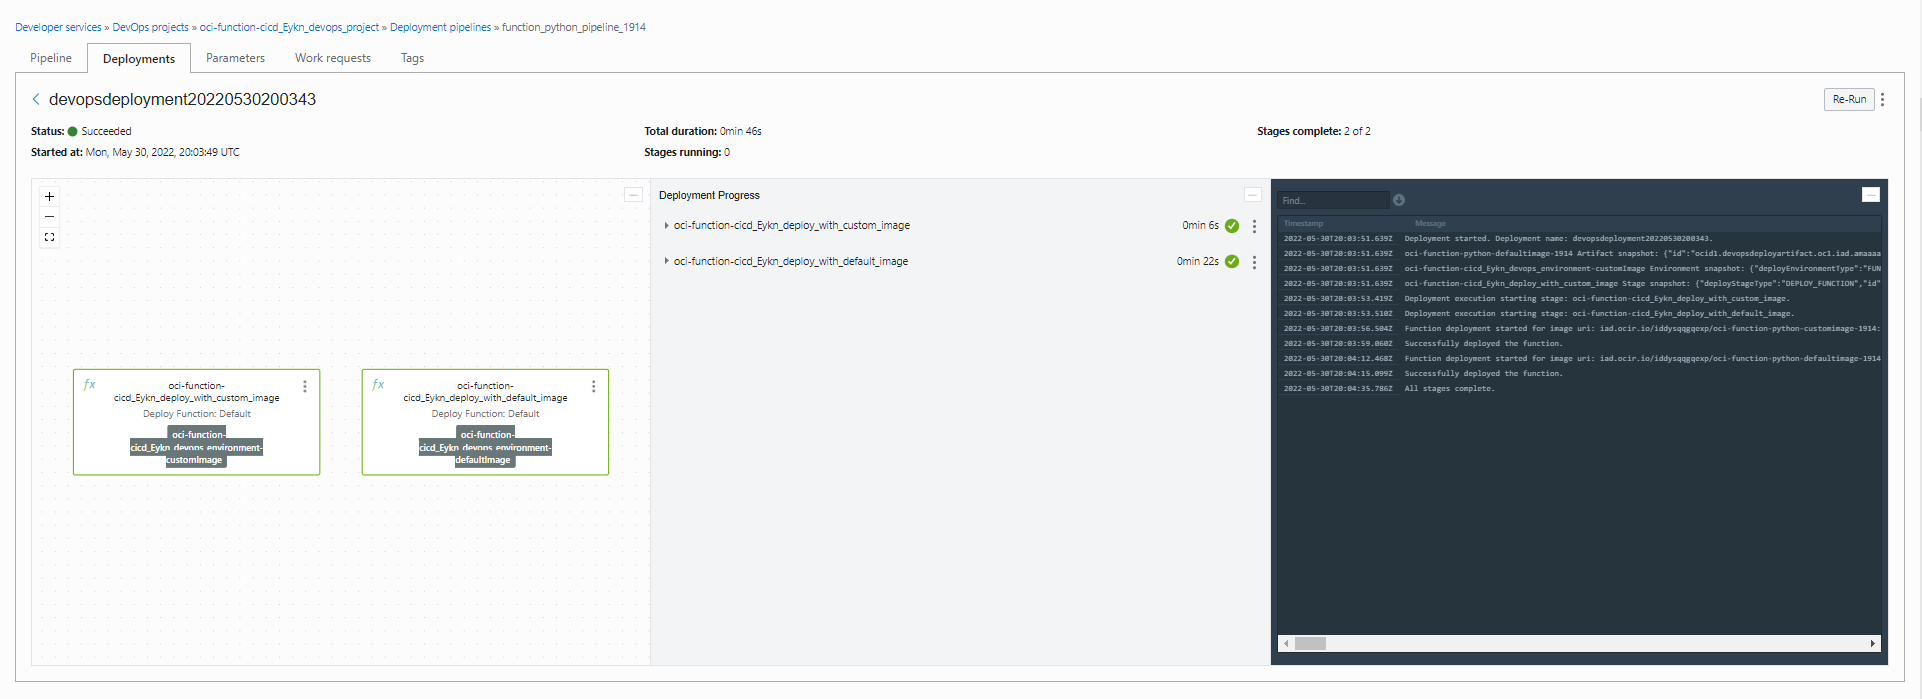 Developer services » DevOps projects » oci-function-cicd_Eykn_devops_project » Deployment pipelines » function_python_pipeline_1914
Pipeline
Deployments
Parameters
Work requests
Tags
devopsdeployment20220530200343
Re-Run
Status: Succeeded
Total duration: 0min 46s
Stages complete: 2 of 2
Started at: Mon, May 30, 2022, 20:03:49 UTC
Stages running: 0
oci-function-
cicd_Eykn_deploy_with_custom_image
Deploy Function: Default
oci-function-
cicd_Eykn_devops_environment-
customImage
oci-function-
cicd_Eykn_deploy_with_default_image
Deploy Function: Default
oci-function-
cicd_Eykn_devops_environment-
defaultImage
Deployment Progress
oci-function-cicd_Eykn_deploy_with_custom_image 0min 6s
oci-function-cicd_Eykn_deploy_with_default_image 0min 22s
Find...
Timestamp Message
2022-05-30T20:03:51.639Z Deployment started. Deployment name: devopsdeployment20220530200343.
2022-05-30T20:03:51.639Z oci-function-python-defaultimage-1914 Artifact snapshot: {"id":"ocid1.devopsdeployartifact.oc1.iad.amaaaa
2022-05-30T20:03:51.639Z oci-function-cicd_Eykn_devops_environment-customImage Environment snapshot: {"deployEnvironmentType":"FUN
2022-05-30T20:03:51.639Z oci-function-cicd_Eykn_deploy_with_custom_image Stage snapshot: {"deployStageType":"DEPLOY_FUNCTION","id"
2022-05-30T20:03:53.419Z Deployment execution starting stage: oci-function-cicd_Eykn_deploy_with_custom_image.
2022-05-30T20:03:53.510Z Deployment execution starting stage: oci-function-cicd_Eykn_deploy_with_default_image.
2022-05-30T20:03:56.504Z Function deployment started for image uri: iad.ocir.io/iddysqqgqexp/oci-function-python-customimage-1914:
2022-05-30T20:03:59.060Z Successfully deployed the function.
2022-05-30T20:04:12.468Z Function deployment started for image uri: iad.ocir.io/iddysqqgqexp/oci-function-python-defaultimage-1914
2022-05-30T20:04:15.099Z Successfully deployed the function.
2022-05-30T20:04:35.786Z All stages complete.